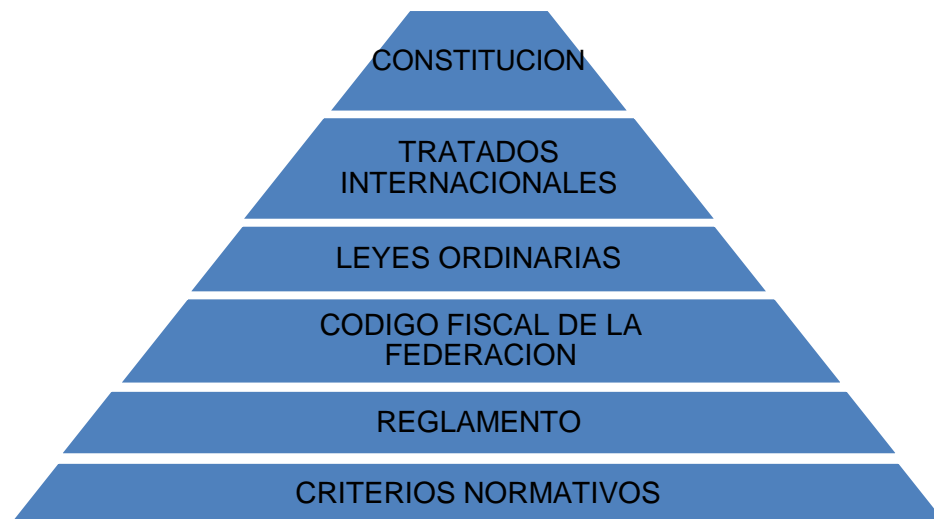 CONSTITUCION
TRATADOS
INTERNACIONALES
LEYES ORDINARIAS
CODIGO FISCAL DE LA
FEDERACION
REGLAMENTO
CRITERIOS NORMATIVOS